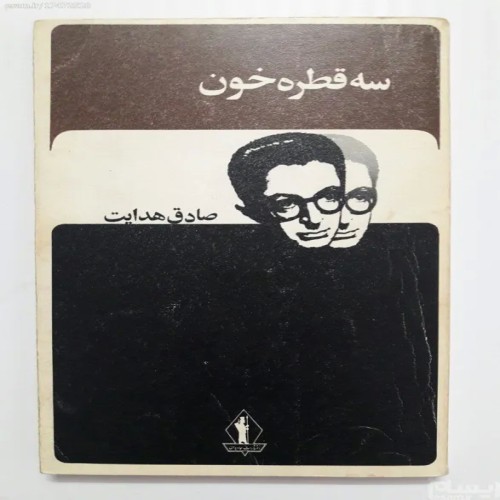 سه قطره خون
صادق هدایت